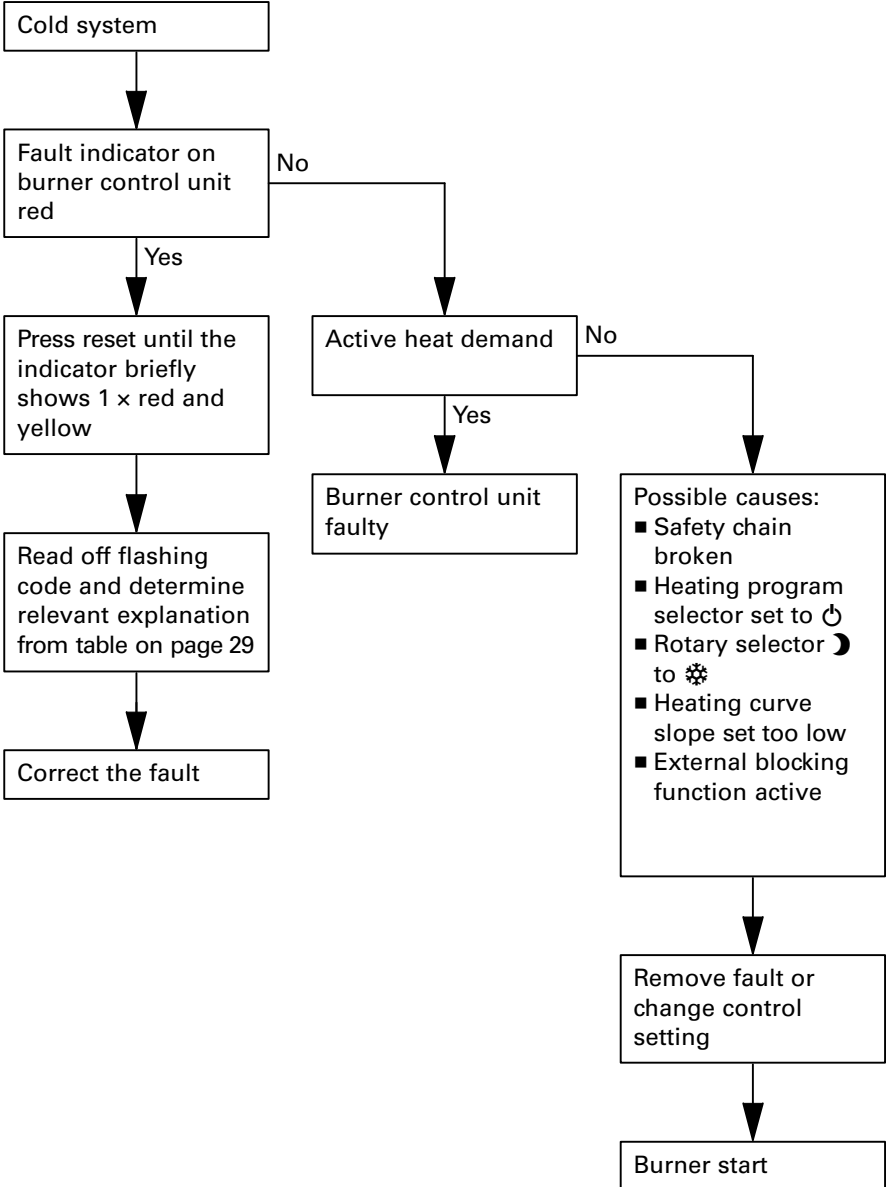 Cold system
Fault indicator on
burner control unit
red
No
Yes
Press reset until the
indicator briefly
shows 1 × red and
yellow
Active heat demand
No
Yes
Read off flashing
code and determine
relevant explanation
from table on page 29
Burner control unit
faulty
Correct the fault
Possible causes:
■ Safety chain
broken
■ Heating program
selector set to ⏻
■ Rotary selector ☽
to ❄
■ Heating curve
slope set too low
■ External blocking
function active
Remove fault or
change control
setting
Burner start